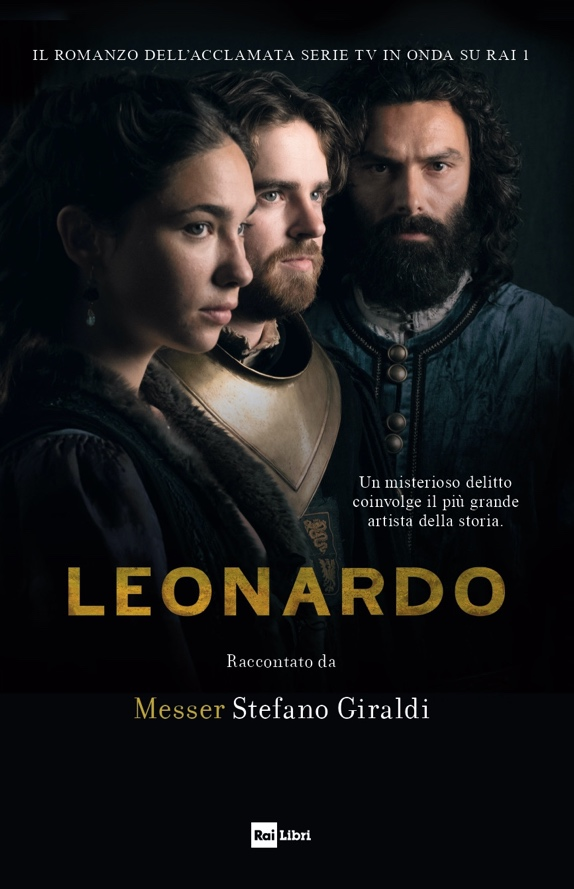 IL ROMANZO DELL'ACCLAMATA SERIE TV IN ONDA SU RAI 1
Un misterioso delitto
coinvolge il più grande
artista della storia.
LEONARDO
Raccontato da
Messer Stefano Giraldi
Rai Libri